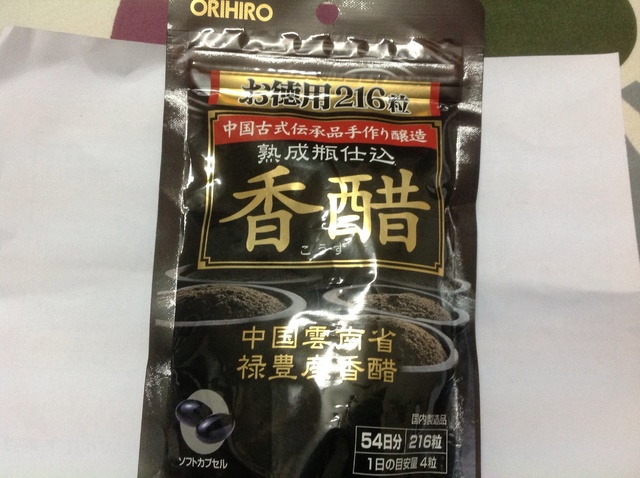 ORIHIRO
お徳用216粒
中国古式伝承品手作り醸造
熟成瓶仕込
香醋
こうず
中国雲南省
禄豊産香醋
国内製造品
54日分 216粒
1日の目安量 4粒
ソフトカプセル